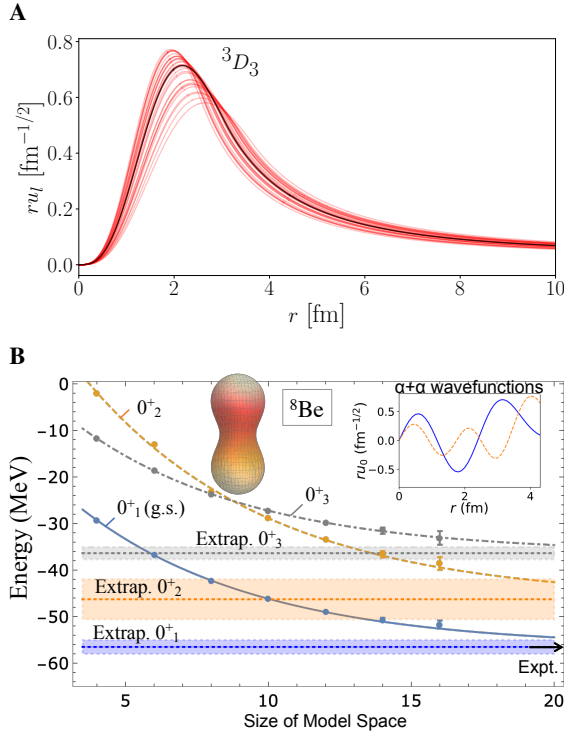 A
³D₃
ruₗ [fm⁻¹/²]
0.8
0.6
0.4
0.2
0.0
0 2 4 6 8 10
r [fm]
B
α+α wavefunctions
0⁺₂
⁸Be
ru₀ (fm⁻¹/²)
0.5
0.0
-0.5
0 1 2 3 4
r (fm)
0⁺₁ (g.s.)
0⁺₃
Extrap. 0⁺₃
Extrap. 0⁺₂
Extrap. 0⁺₁
Expt.
Energy (MeV)
0
−10
−20
−30
−40
−50
−60
5 10 15 20
Size of Model Space